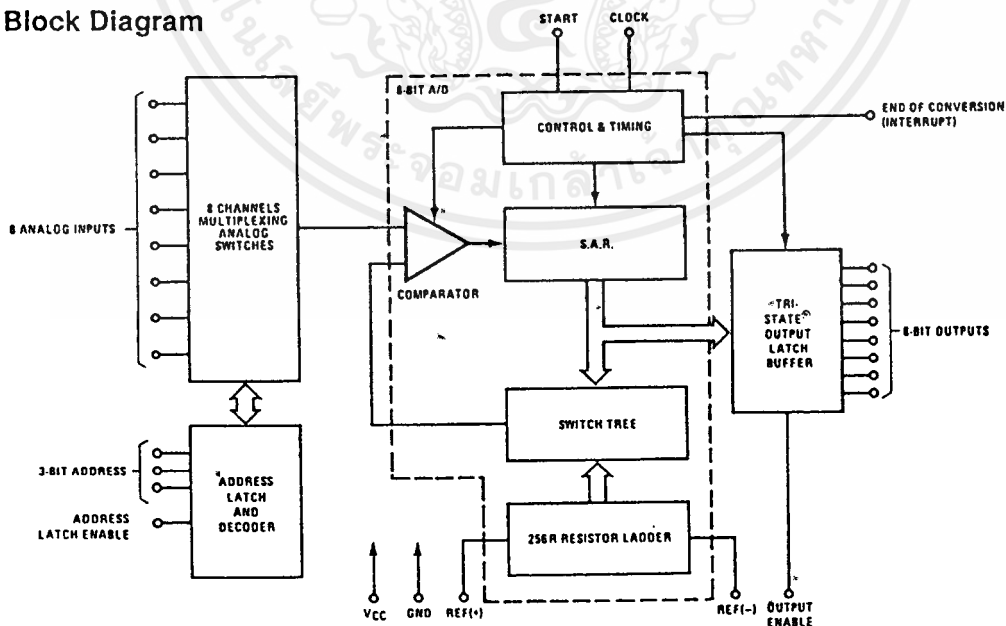 Block Diagram
START
CLOCK
8-BIT A/D
END OF CONVERSION
(INTERRUPT)
CONTROL & TIMING
8 ANALOG INPUTS
8 CHANNELS
MULTIPLEXING
ANALOG
SWITCHES
S.A.R.
COMPARATOR
TRI-
STATE®
OUTPUT
LATCH
BUFFER
8-BIT OUTPUTS
SWITCH TREE
3-BIT ADDRESS
ADDRESS
LATCH
AND
DECODER
ADDRESS
LATCH ENABLE
256R RESISTOR LADDER
VCC
GND
REF(+)
REF(−)
OUTPUT
ENABLE